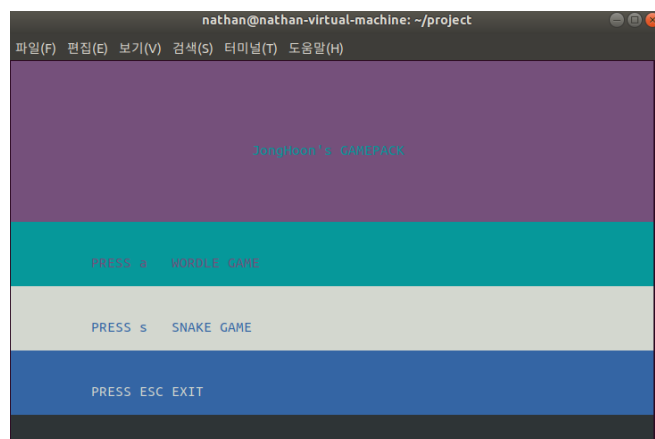 nathan@nathan-virtual-machine: ~/project
파일(F) 편집(E) 보기(V) 검색(S) 터미널(T) 도움말(H)
JongHoon's GAMEPACK
PRESS a WORDLE GAME
PRESS s SNAKE GAME
PRESS ESC EXIT